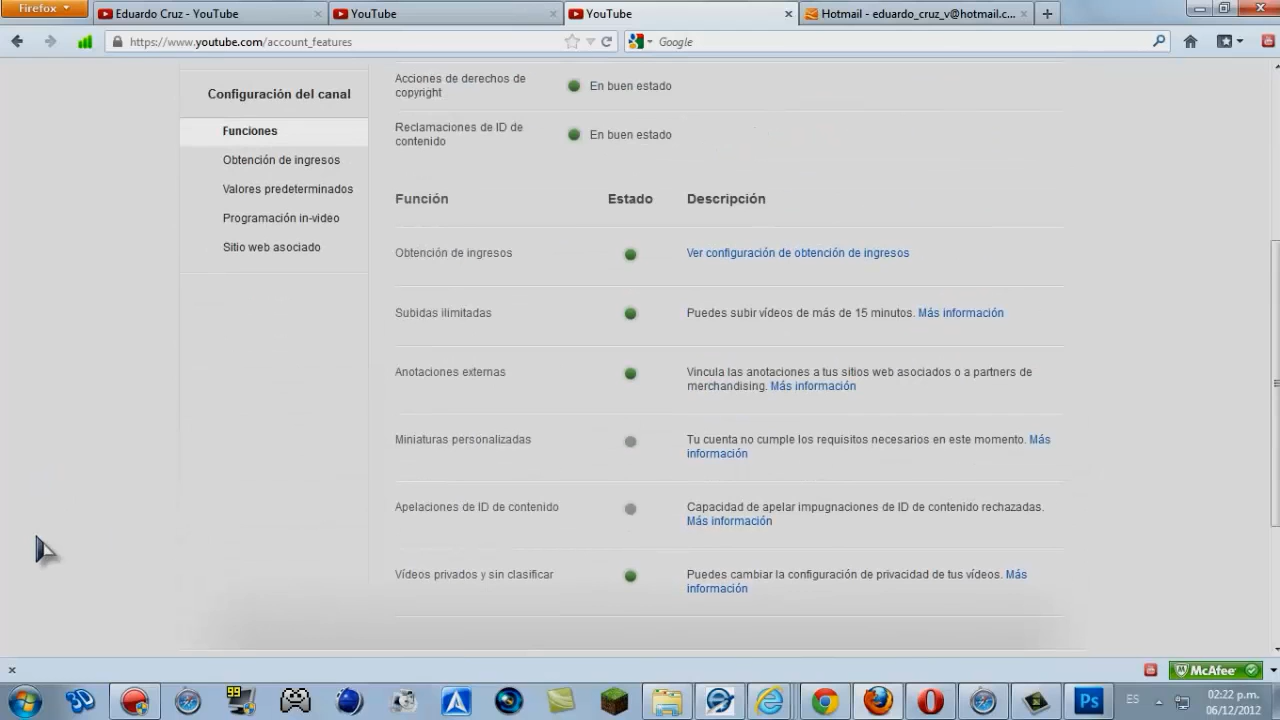 Firefox
Eduardo Cruz - YouTube
YouTube
YouTube
Hotmail - eduardo_cruz_v@hotmail.c...
https://www.youtube.com/account_features
Google
Configuración del canal
Funciones
Obtención de ingresos
Valores predeterminados
Programación in-video
Sitio web asociado
Acciones de derechos de
copyright
En buen estado
Reclamaciones de ID de
contenido
En buen estado
Función Estado Descripción
Obtención de ingresos
Ver configuración de obtención de ingresos
Subidas ilimitadas
Puedes subir vídeos de más de 15 minutos. Más información
Anotaciones externas
Vincula las anotaciones a tus sitios web asociados o a partners de
merchandising. Más información
Miniaturas personalizadas
Tu cuenta no cumple los requisitos necesarios en este momento. Más
información
Apelaciones de ID de contenido
Capacidad de apelar impugnaciones de ID de contenido rechazadas.
Más información
Vídeos privados y sin clasificar
Puedes cambiar la configuración de privacidad de tus vídeos. Más
información
McAfee
3D
99
Ps
ES
02:22 p.m.
06/12/2012